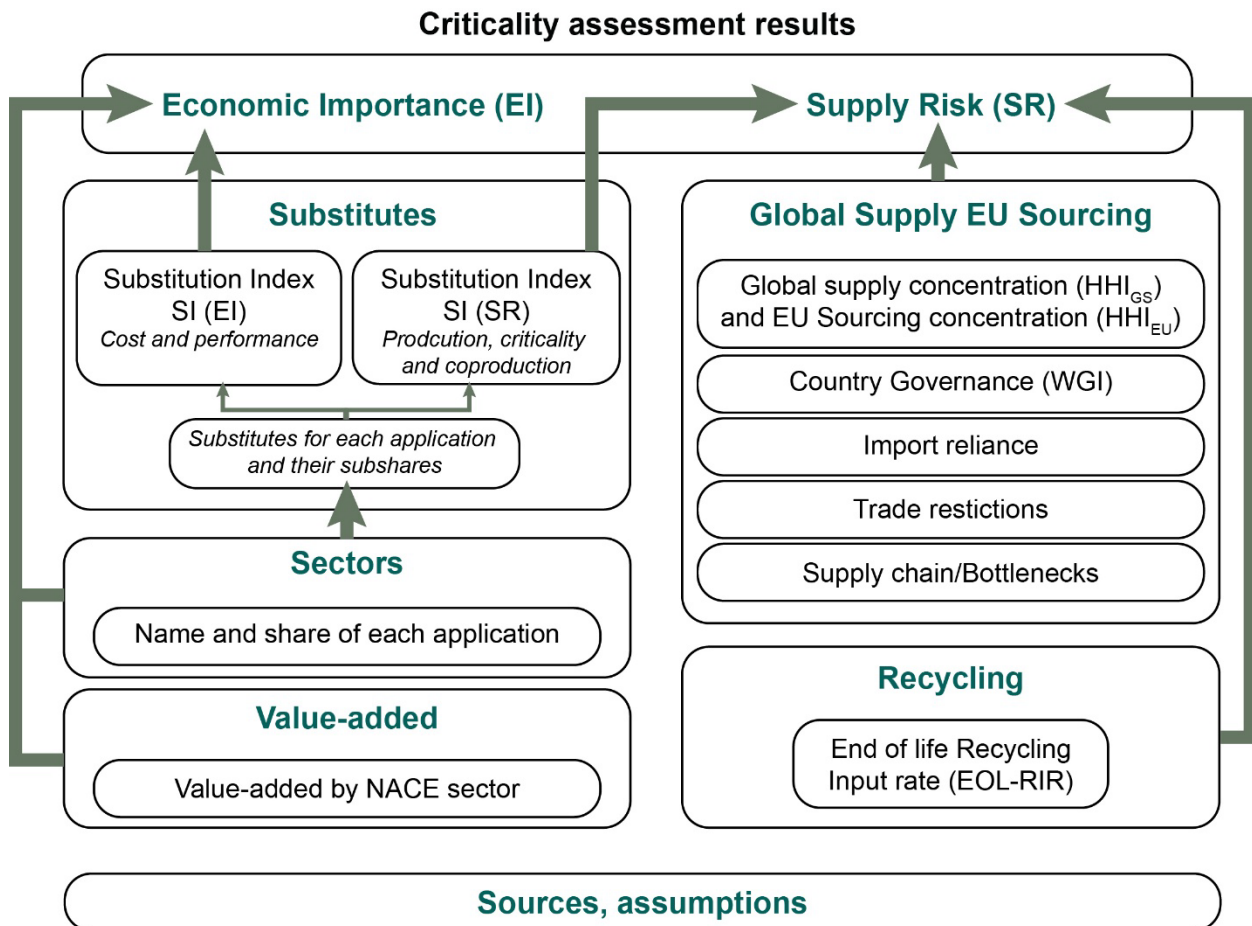 Criticality assessment results
Economic Importance (EI)
Supply Risk (SR)
Substitutes
Substitution Index
SI (EI)
Cost and performance
Substitution Index
SI (SR)
Prodcution, criticality
and coproduction
Substitutes for each application
and their subshares
Sectors
Name and share of each application
Value-added
Value-added by NACE sector
Global Supply EU Sourcing
Global supply concentration (HHI_GS)
and EU Sourcing concentration (HHI_EU)
Country Governance (WGI)
Import reliance
Trade restictions
Supply chain/Bottlenecks
Recycling
End of life Recycling
Input rate (EOL-RIR)
Sources, assumptions